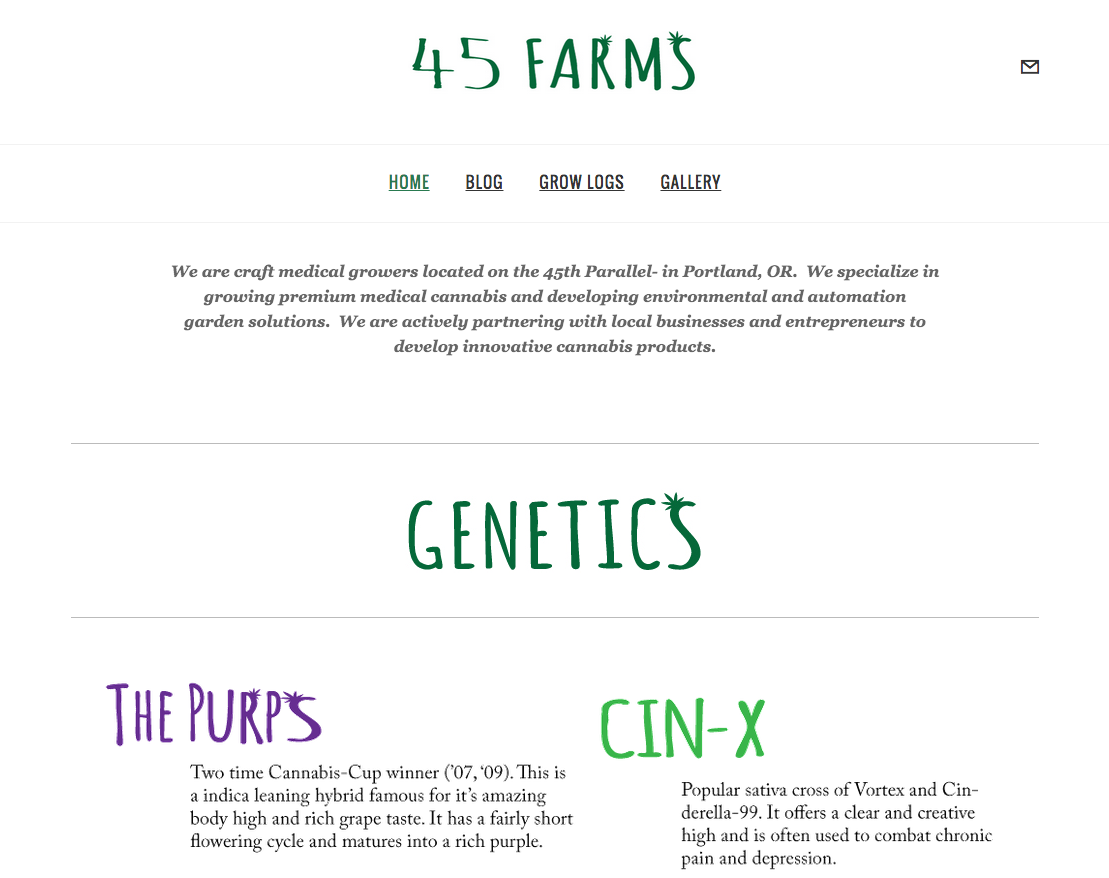 45 FARMS
HOME BLOG GROW LOGS GALLERY
We are craft medical growers located on the 45th Parallel- in Portland, OR.  We specialize in
growing premium medical cannabis and developing environmental and automation
garden solutions.  We are actively partnering with local businesses and entrepreneurs to
develop innovative cannabis products.
GENETICS
THE PURPS
Two time Cannabis-Cup winner (’07, ‘09). This is
a indica leaning hybrid famous for it’s amazing
body high and rich grape taste. It has a fairly short
flowering cycle and matures into a rich purple.
CIN-X
Popular sativa cross of Vortex and Cin-
derella-99. It offers a clear and creative
high and is often used to combat chronic
pain and depression.